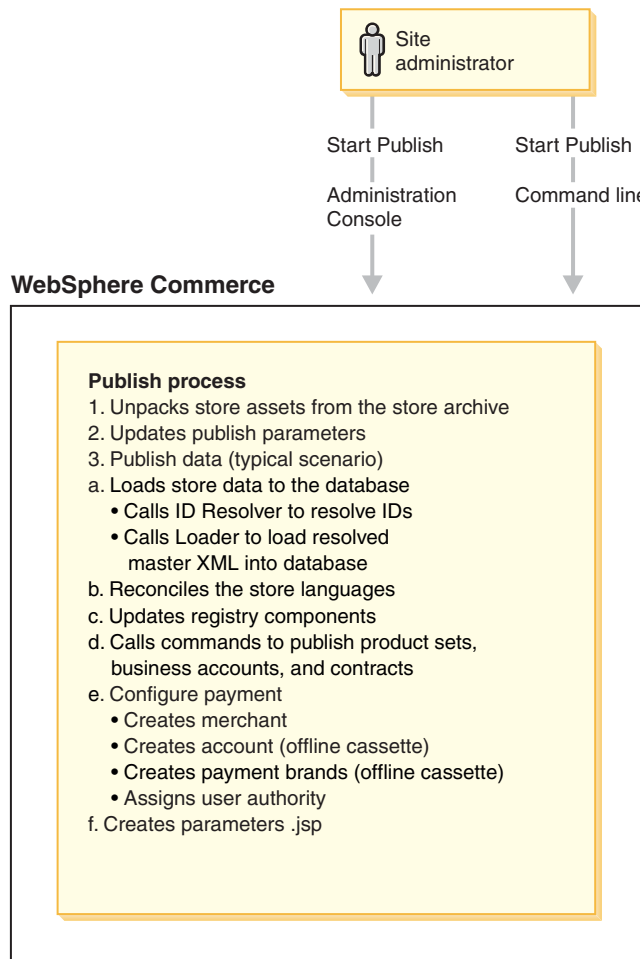 Site
administrator
Start Publish
Administration
Console
Start Publish
Command line
WebSphere Commerce
Publish process
1. Unpacks store assets from the store archive
2. Updates publish parameters
3. Publish data (typical scenario)
a. Loads store data to the database
• Calls ID Resolver to resolve IDs
• Calls Loader to load resolved
master XML into database
b. Reconciles the store languages
c. Updates registry components
d. Calls commands to publish product sets,
business accounts, and contracts
e. Configure payment
• Creates merchant
• Creates account (offline cassette)
• Creates payment brands (offline cassette)
• Assigns user authority
f. Creates parameters .jsp